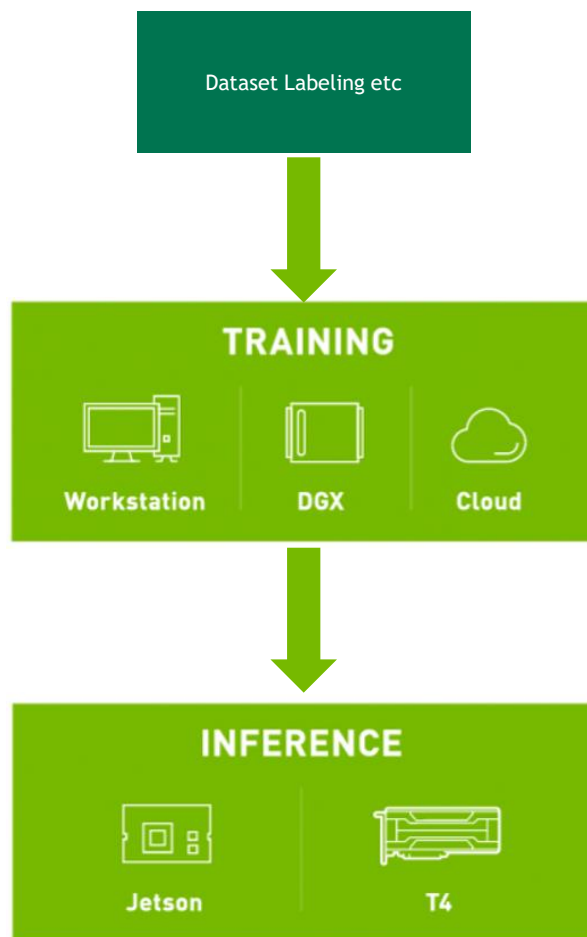 Dataset Labeling etc
TRAINING
Workstation DGX Cloud
INFERENCE
Jetson T4